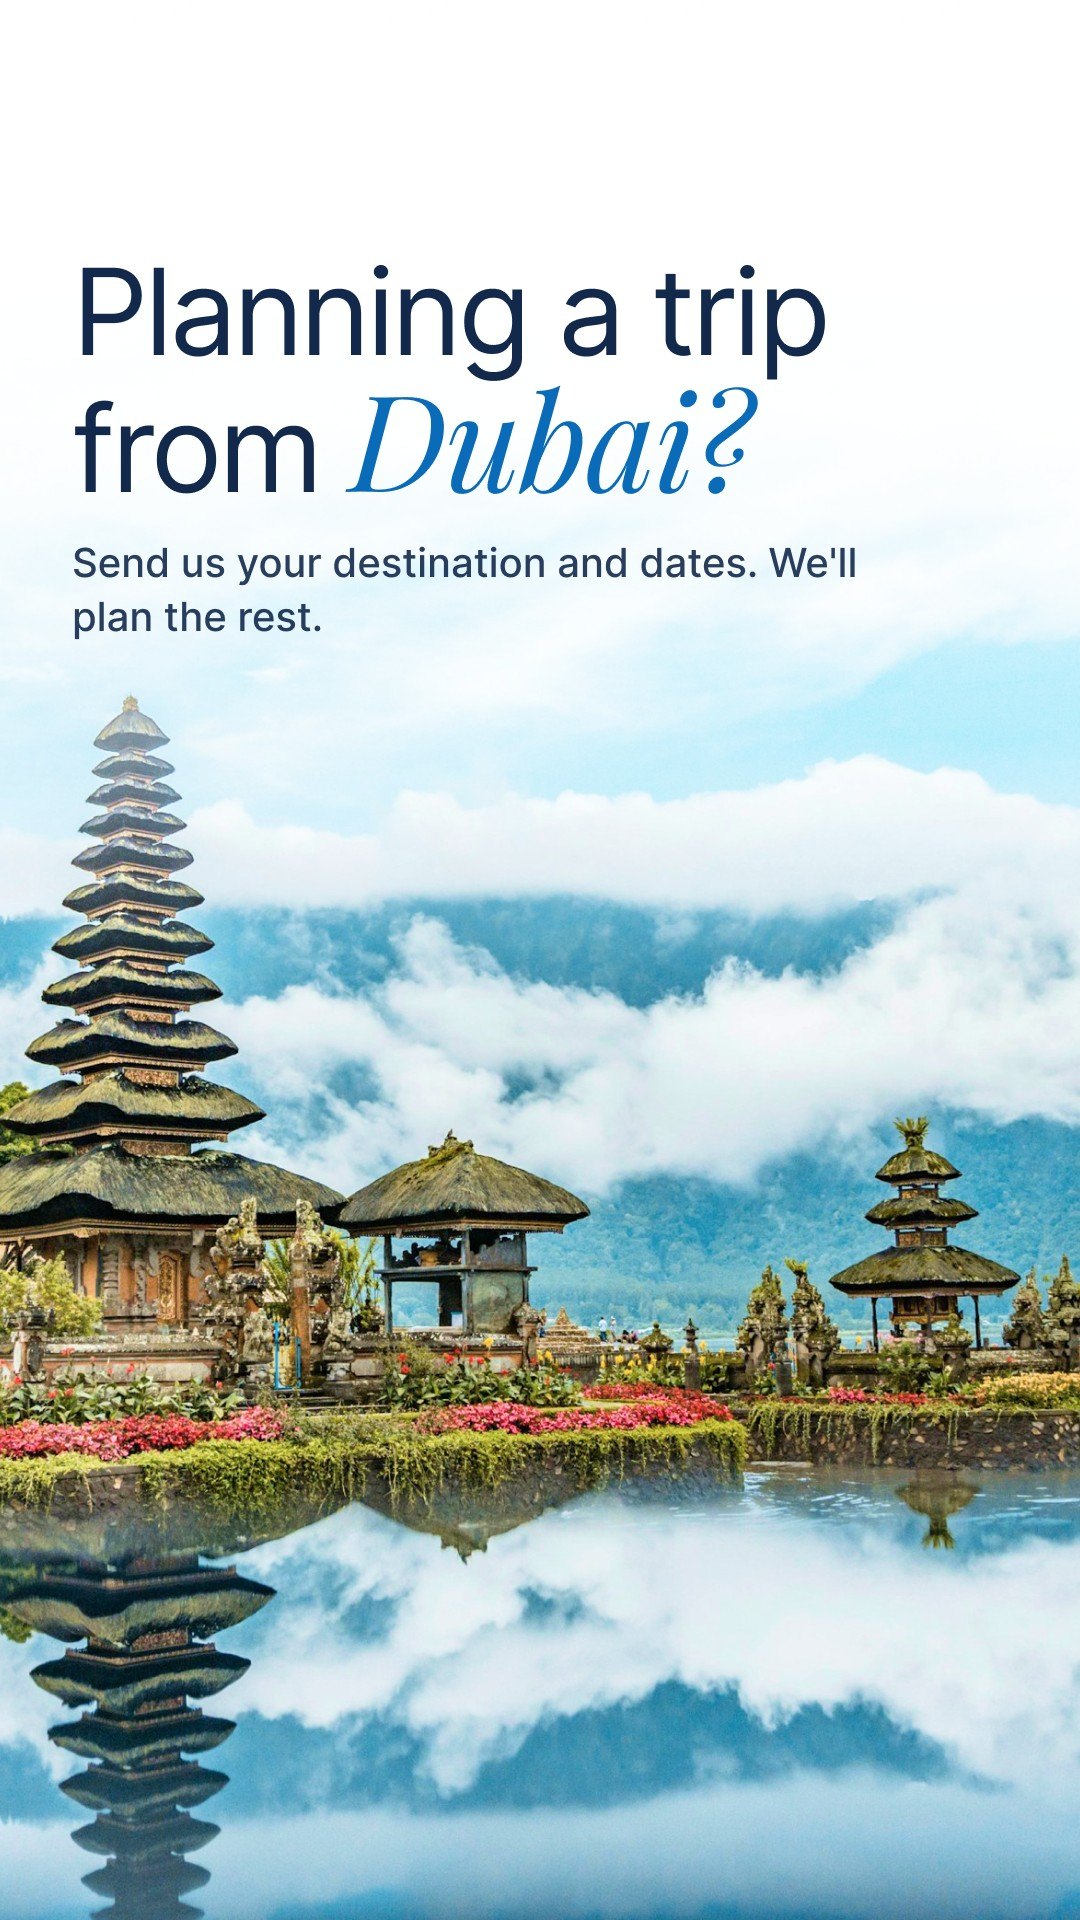 Planning a trip
from Dubai?
Send us your destination and dates. We'll
plan the rest.